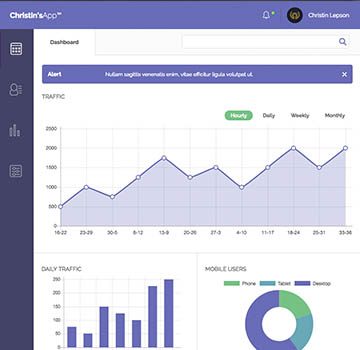 Christin'sApp™
Christin Lepson
Dashboard
Alert
Nullam sagittis venenatis enim, vitae efficitur ligula volutpat ut.
TRAFFIC
Hourly Daily Weekly Monthly
2500
2000
1500
1000
500
0
16-22 23-29 30-5 6-12 13-9 20-26 27-3 4-10 11-17 18-24 25-31 33-36
DAILY TRAFFIC
250
200
150
100
50
0
MOBILE USERS
Phone Tablet Desktop